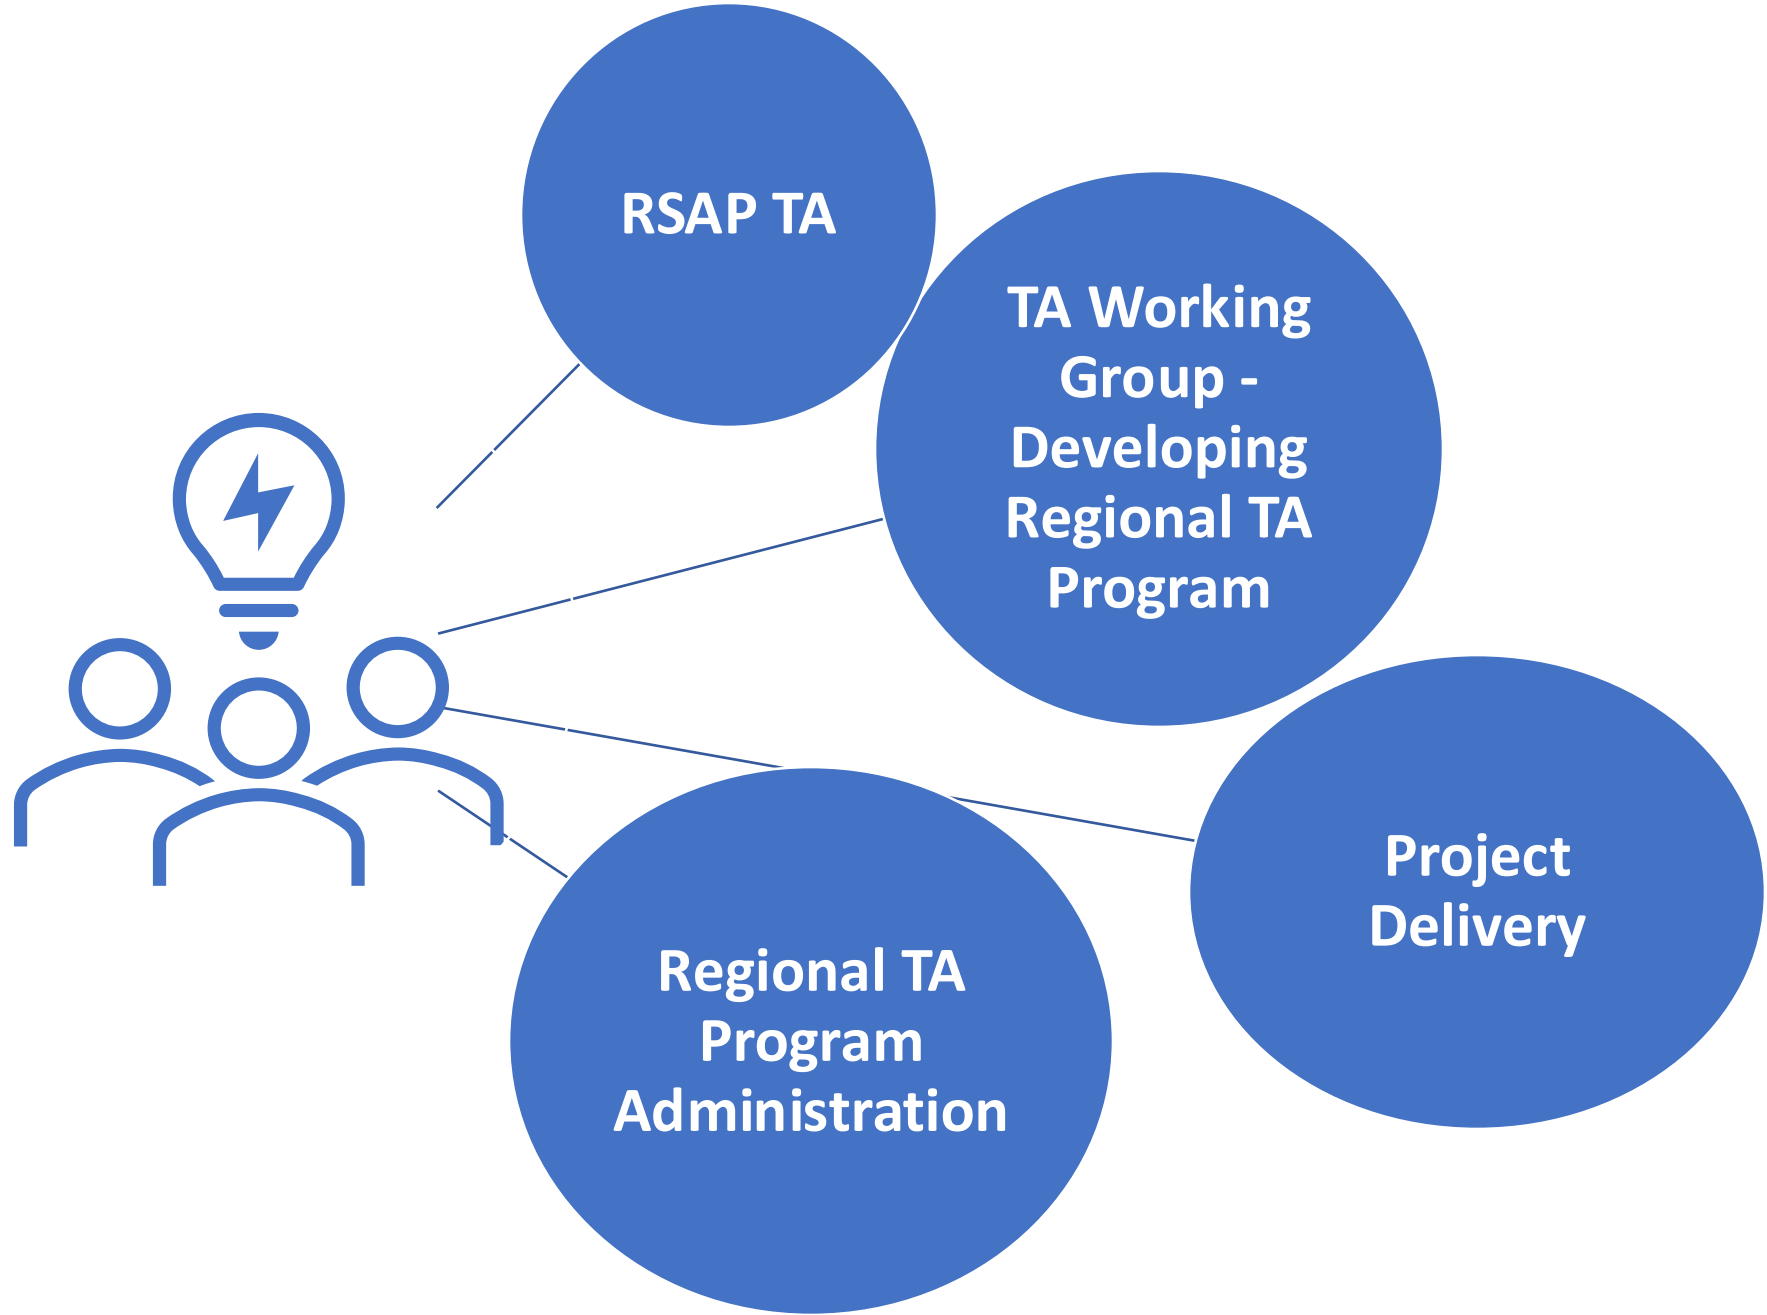 RSAP TA
TA Working
Group -
Developing
Regional TA
Program
Project
Delivery
Regional TA
Program
Administration